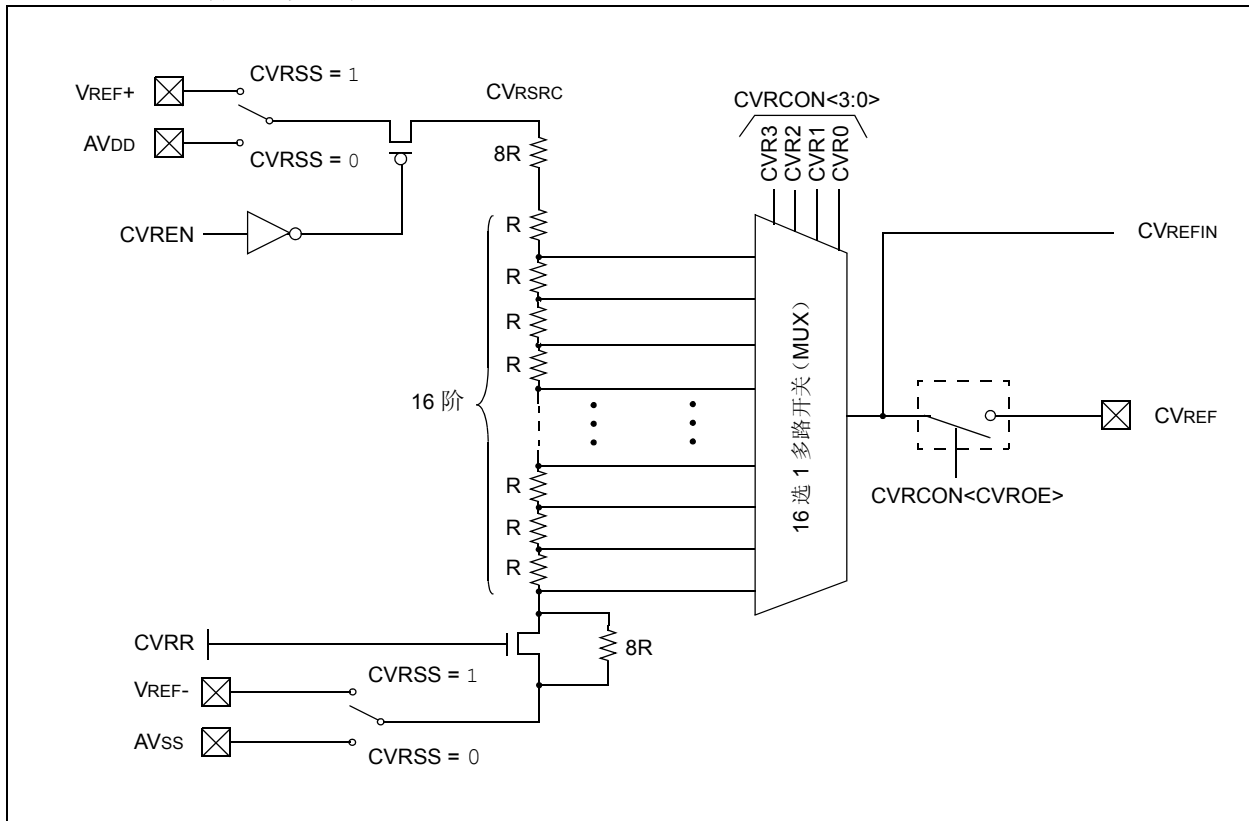 VREF+
CVRSS = 1
AVDD
CVRSS = 0
CVRSRC
8R
CVREN
R
R
R
R
16 阶
R
R
R
CVRCON<3:0>
CVR3
CVR2
CVR1
CVR0
16 选 1 多路开关（MUX）
CVREFIN
CVREF
CVRCON<CVROE>
CVRR
8R
VREF-
CVRSS = 1
AVSS
CVRSS = 0